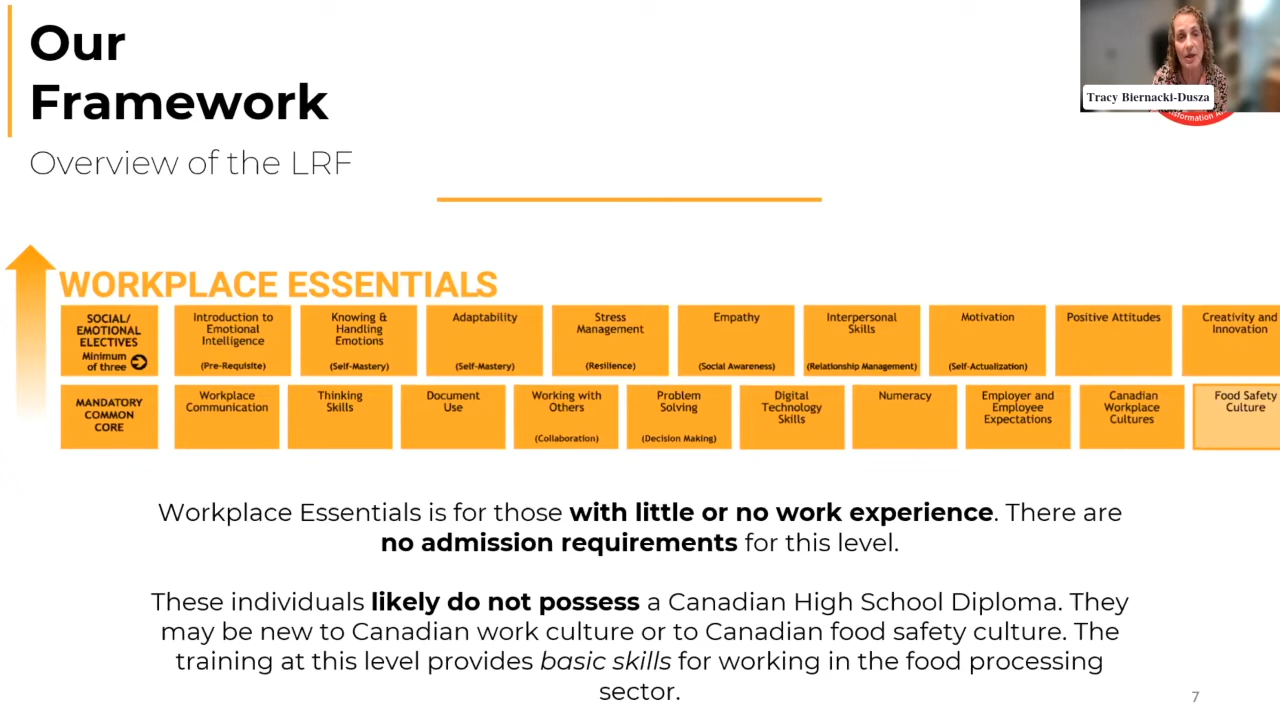 Our
Framework
Overview of the LRF
Tracy Biernacki-Dusza
WORKPLACE ESSENTIALS
SOCIAL/
EMOTIONAL
ELECTIVES
Minimum
of three
Introduction to
Emotional
Intelligence
(Pre-Requisite)
Knowing &
Handling
Emotions
(Self-Mastery)
Adaptability
(Self-Mastery)
Stress
Management
(Resilience)
Empathy
(Social Awareness)
Interpersonal
Skills
(Relationship Management)
Motivation
(Self-Actualization)
Positive Attitudes
Creativity and
Innovation
MANDATORY
COMMON
CORE
Workplace
Communication
Thinking
Skills
Document
Use
Working with
Others
(Collaboration)
Problem
Solving
(Decision Making)
Digital
Technology
Skills
Numeracy
Employer and
Employee
Expectations
Canadian
Workplace
Cultures
Food Safety
Culture
Workplace Essentials is for those with little or no work experience. There are
no admission requirements for this level.
These individuals likely do not possess a Canadian High School Diploma. They
may be new to Canadian work culture or to Canadian food safety culture. The
training at this level provides basic skills for working in the food processing
sector.
7